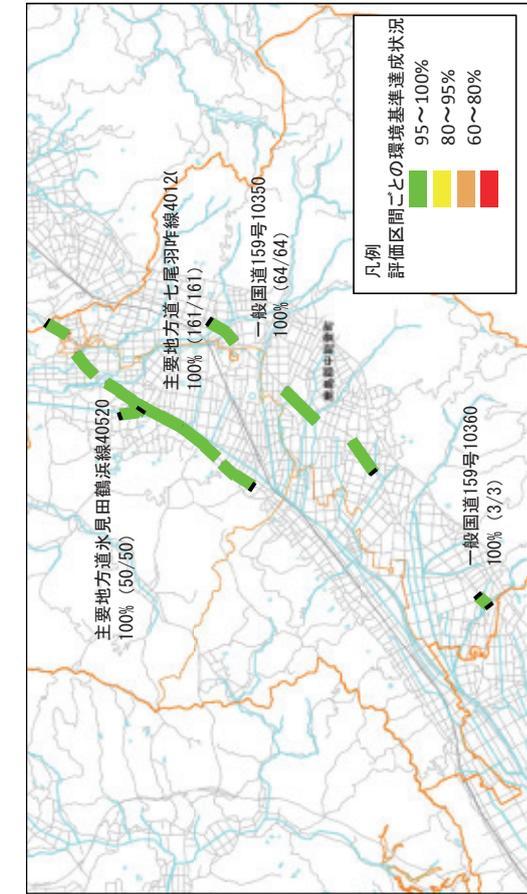 主要地方道氷見田鶴浜線40520
100% (50/50)
主要地方道七尾羽咋線4012(
100% (161/161)
一般国道159号10350
100% (64/64)
一般国道159号10360
100% (3/3)
凡例
評価区間ごとの環境基準達成状況
95～100%
80～95%
60～80%